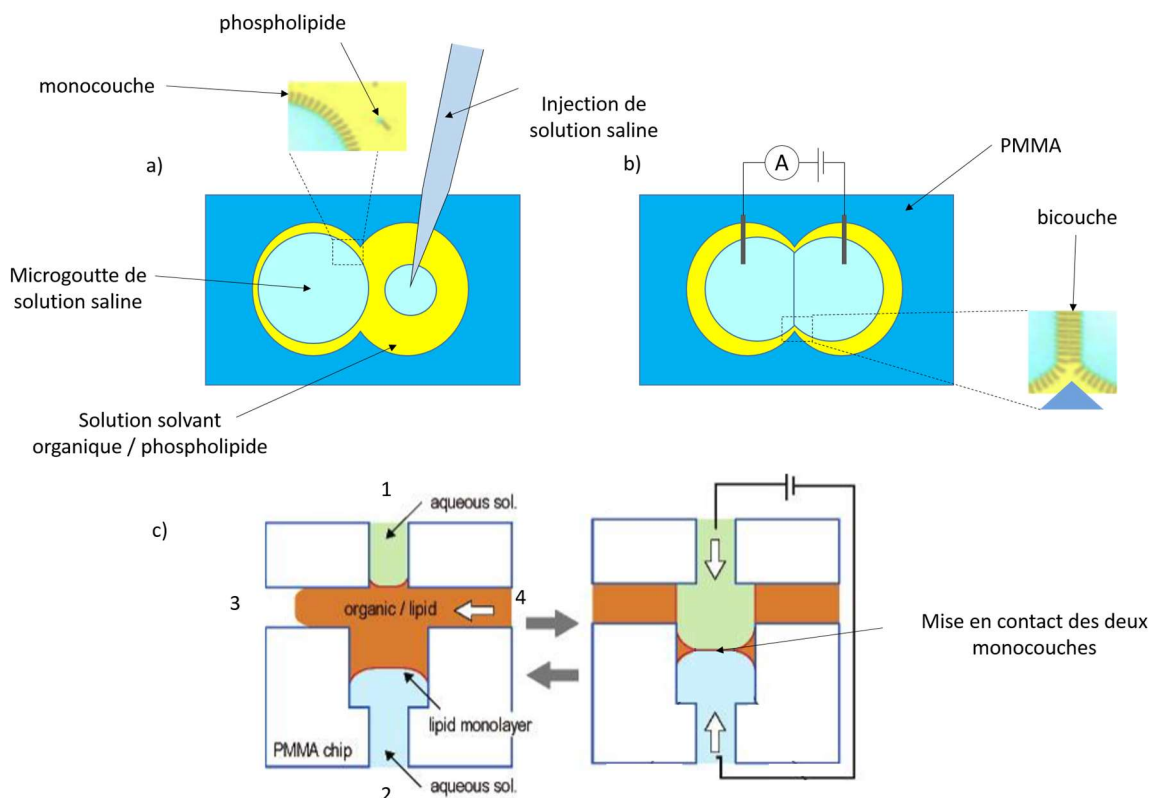 phospholipide
monocouche
Injection de
solution saline
a)
b)
A
PMMA
bicouche
Microgoutte de
solution saline
Solution solvant
organique / phospholipide
c)
1
aqueous sol.
3
organic / lipid
4
lipid monolayer
PMMA chip
aqueous sol.
2
Mise en contact des deux
monocouches